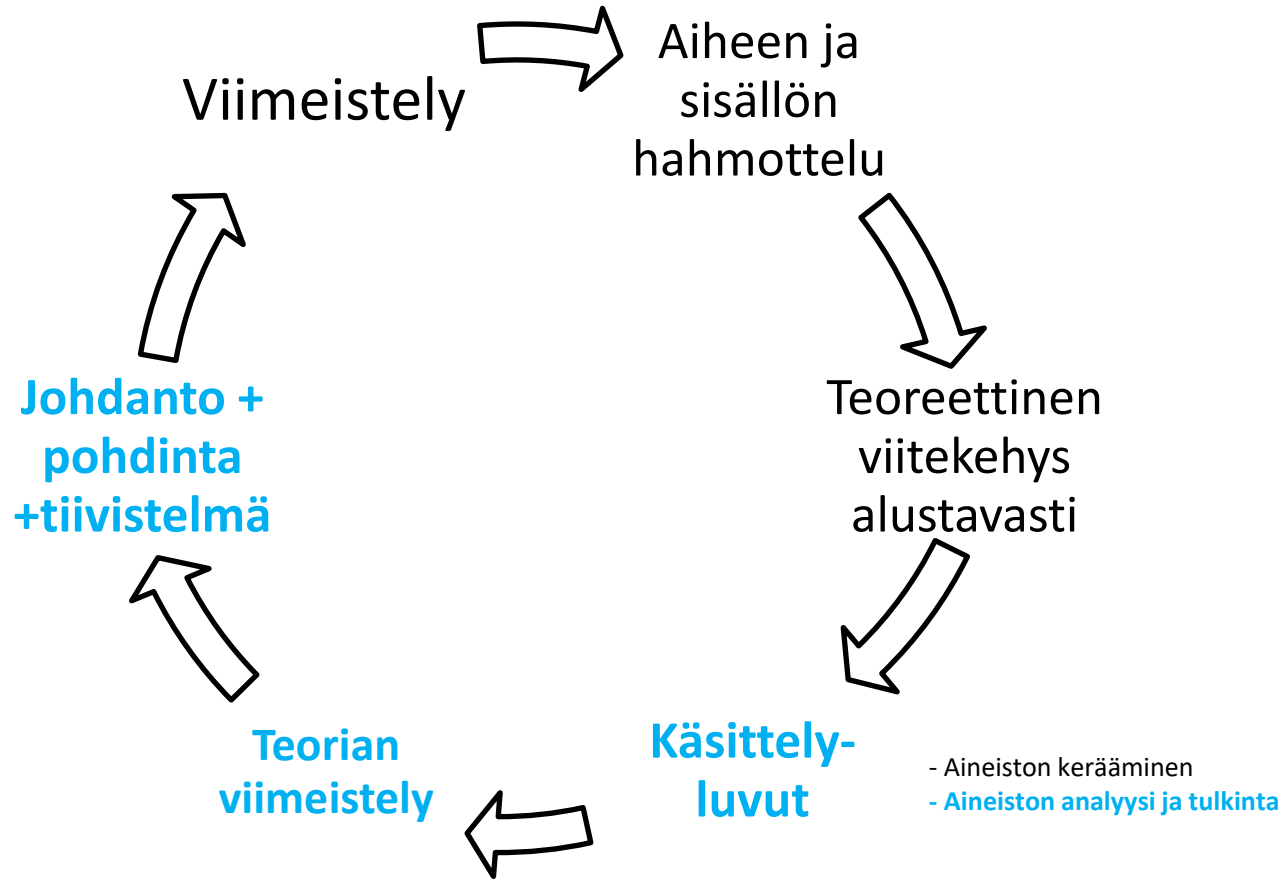 Viimeistely
Aiheen ja
sisällön
hahmottelu
Teoreettinen
viitekehys
alustavasti
Käsittely-
luvut
- Aineiston kerääminen
- Aineiston analyysi ja tulkinta
Teorian
viimeistely
Johdanto +
pohdinta
+tiivistelmä